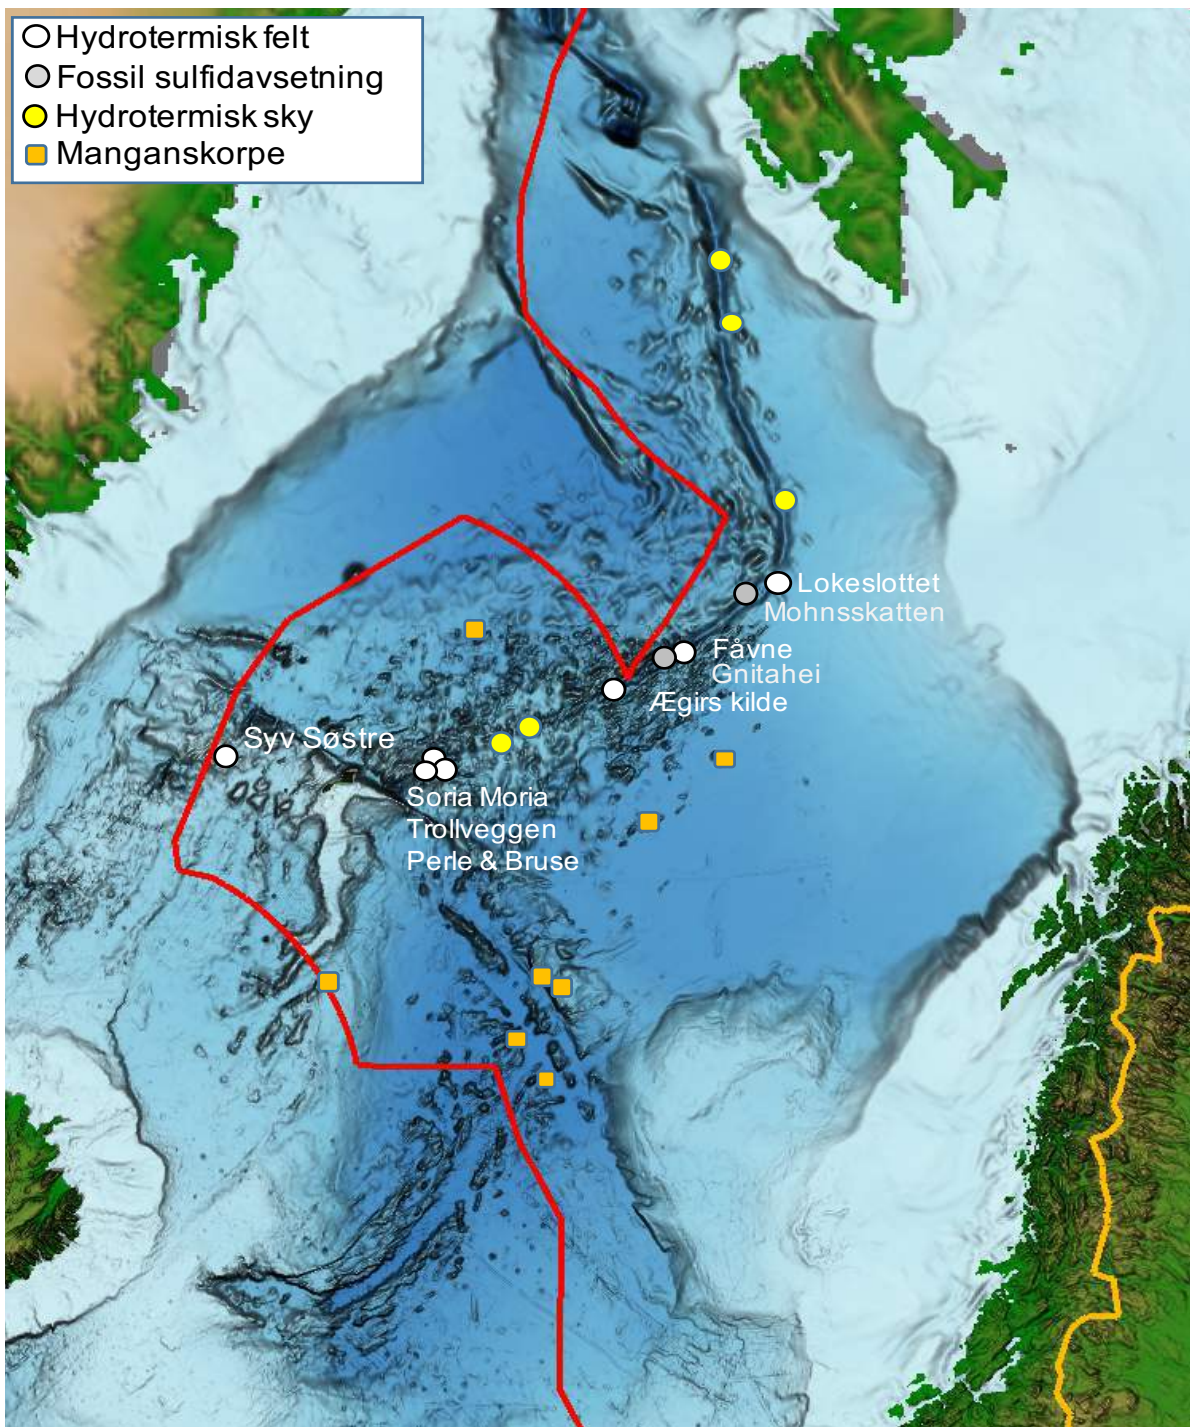 Hydrotermisk felt
Fossil sulfidavsetning
Hydrotermisk sky
Manganskorpe
Lokeslottet
Mohnsskatten
Fåvne
Gnitahei
Ægirs kilde
Syv Søstre
Soria Moria
Trollveggen
Perle & Bruse